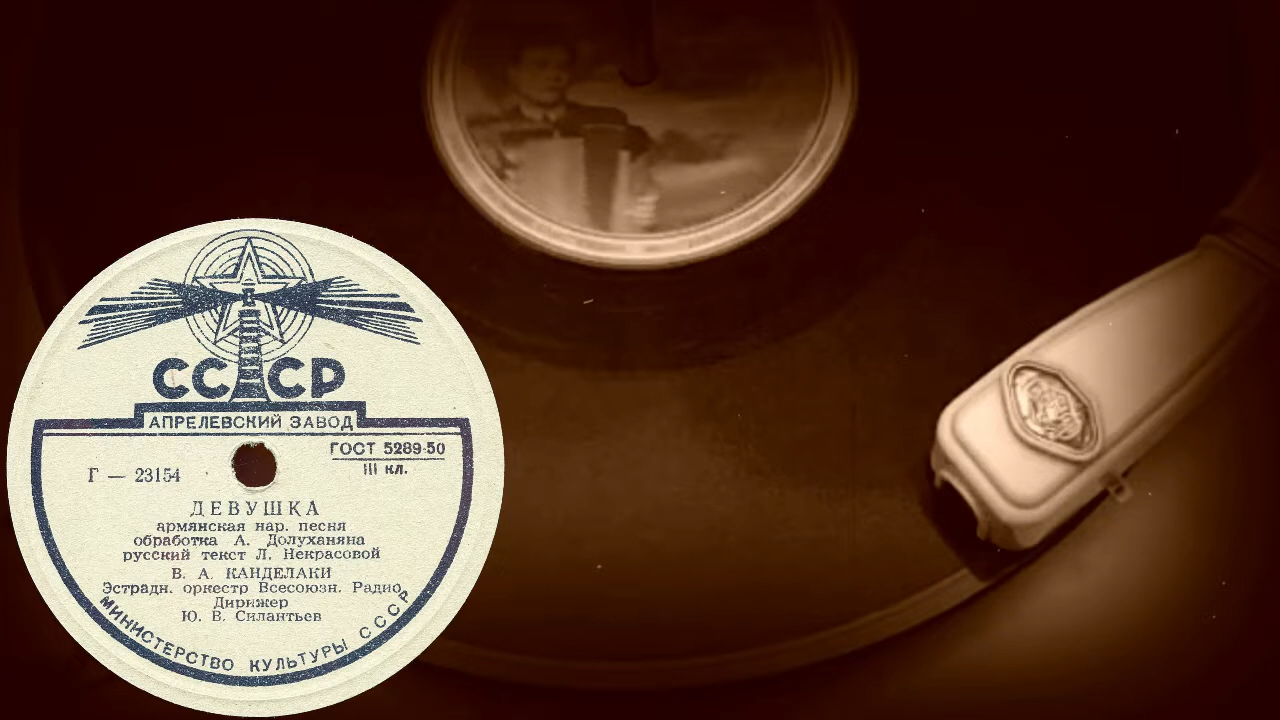 СССР
АПРЕЛЕВСКИЙ ЗАВОД
ГОСТ 5289-50
III кл.
Г — 23154
ДЕВУШКА
армянская нар. песня
обработка А. Долуханяна
русский текст Л. Некрасовой
В. А. КАНДЕЛАКИ
Эстрадн. оркестр Всесоюзн. Радио
Дирижер
Ю. В. Силантьев
МИНИСТЕРСТВО КУЛЬТУРЫ СССР